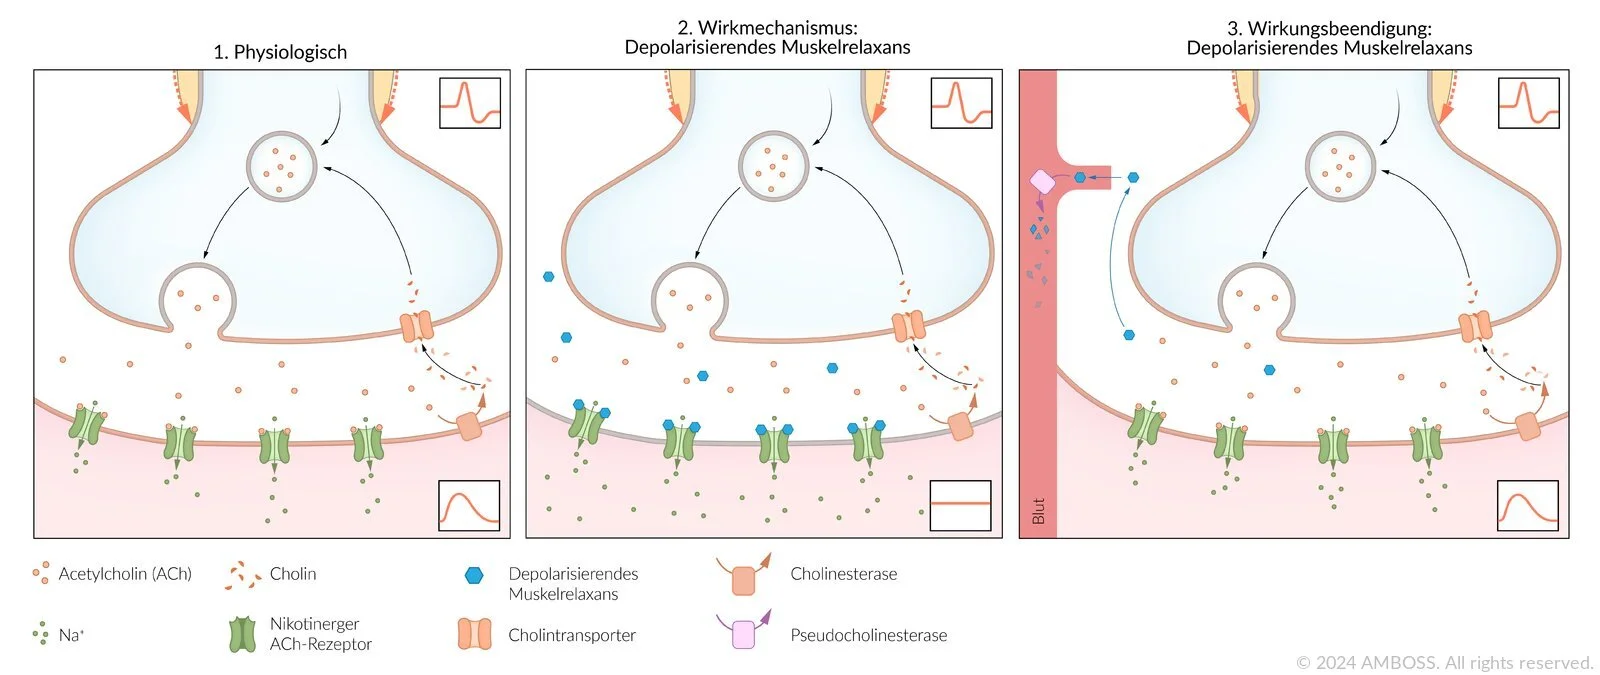 1. Physiologisch
2. Wirkmechanismus:
Depolarisierendes Muskelrelaxans
3. Wirkungsbeendigung:
Depolarisierendes Muskelrelaxans
Blut
Acetylcholin (ACh)
Cholin
Depolarisierendes
Muskelrelaxans
Cholinesterase
Na⁺
Nikotinerger
ACh-Rezeptor
Cholintransporter
Pseudocholinesterase
© 2024 AMBOSS. All rights reserved.